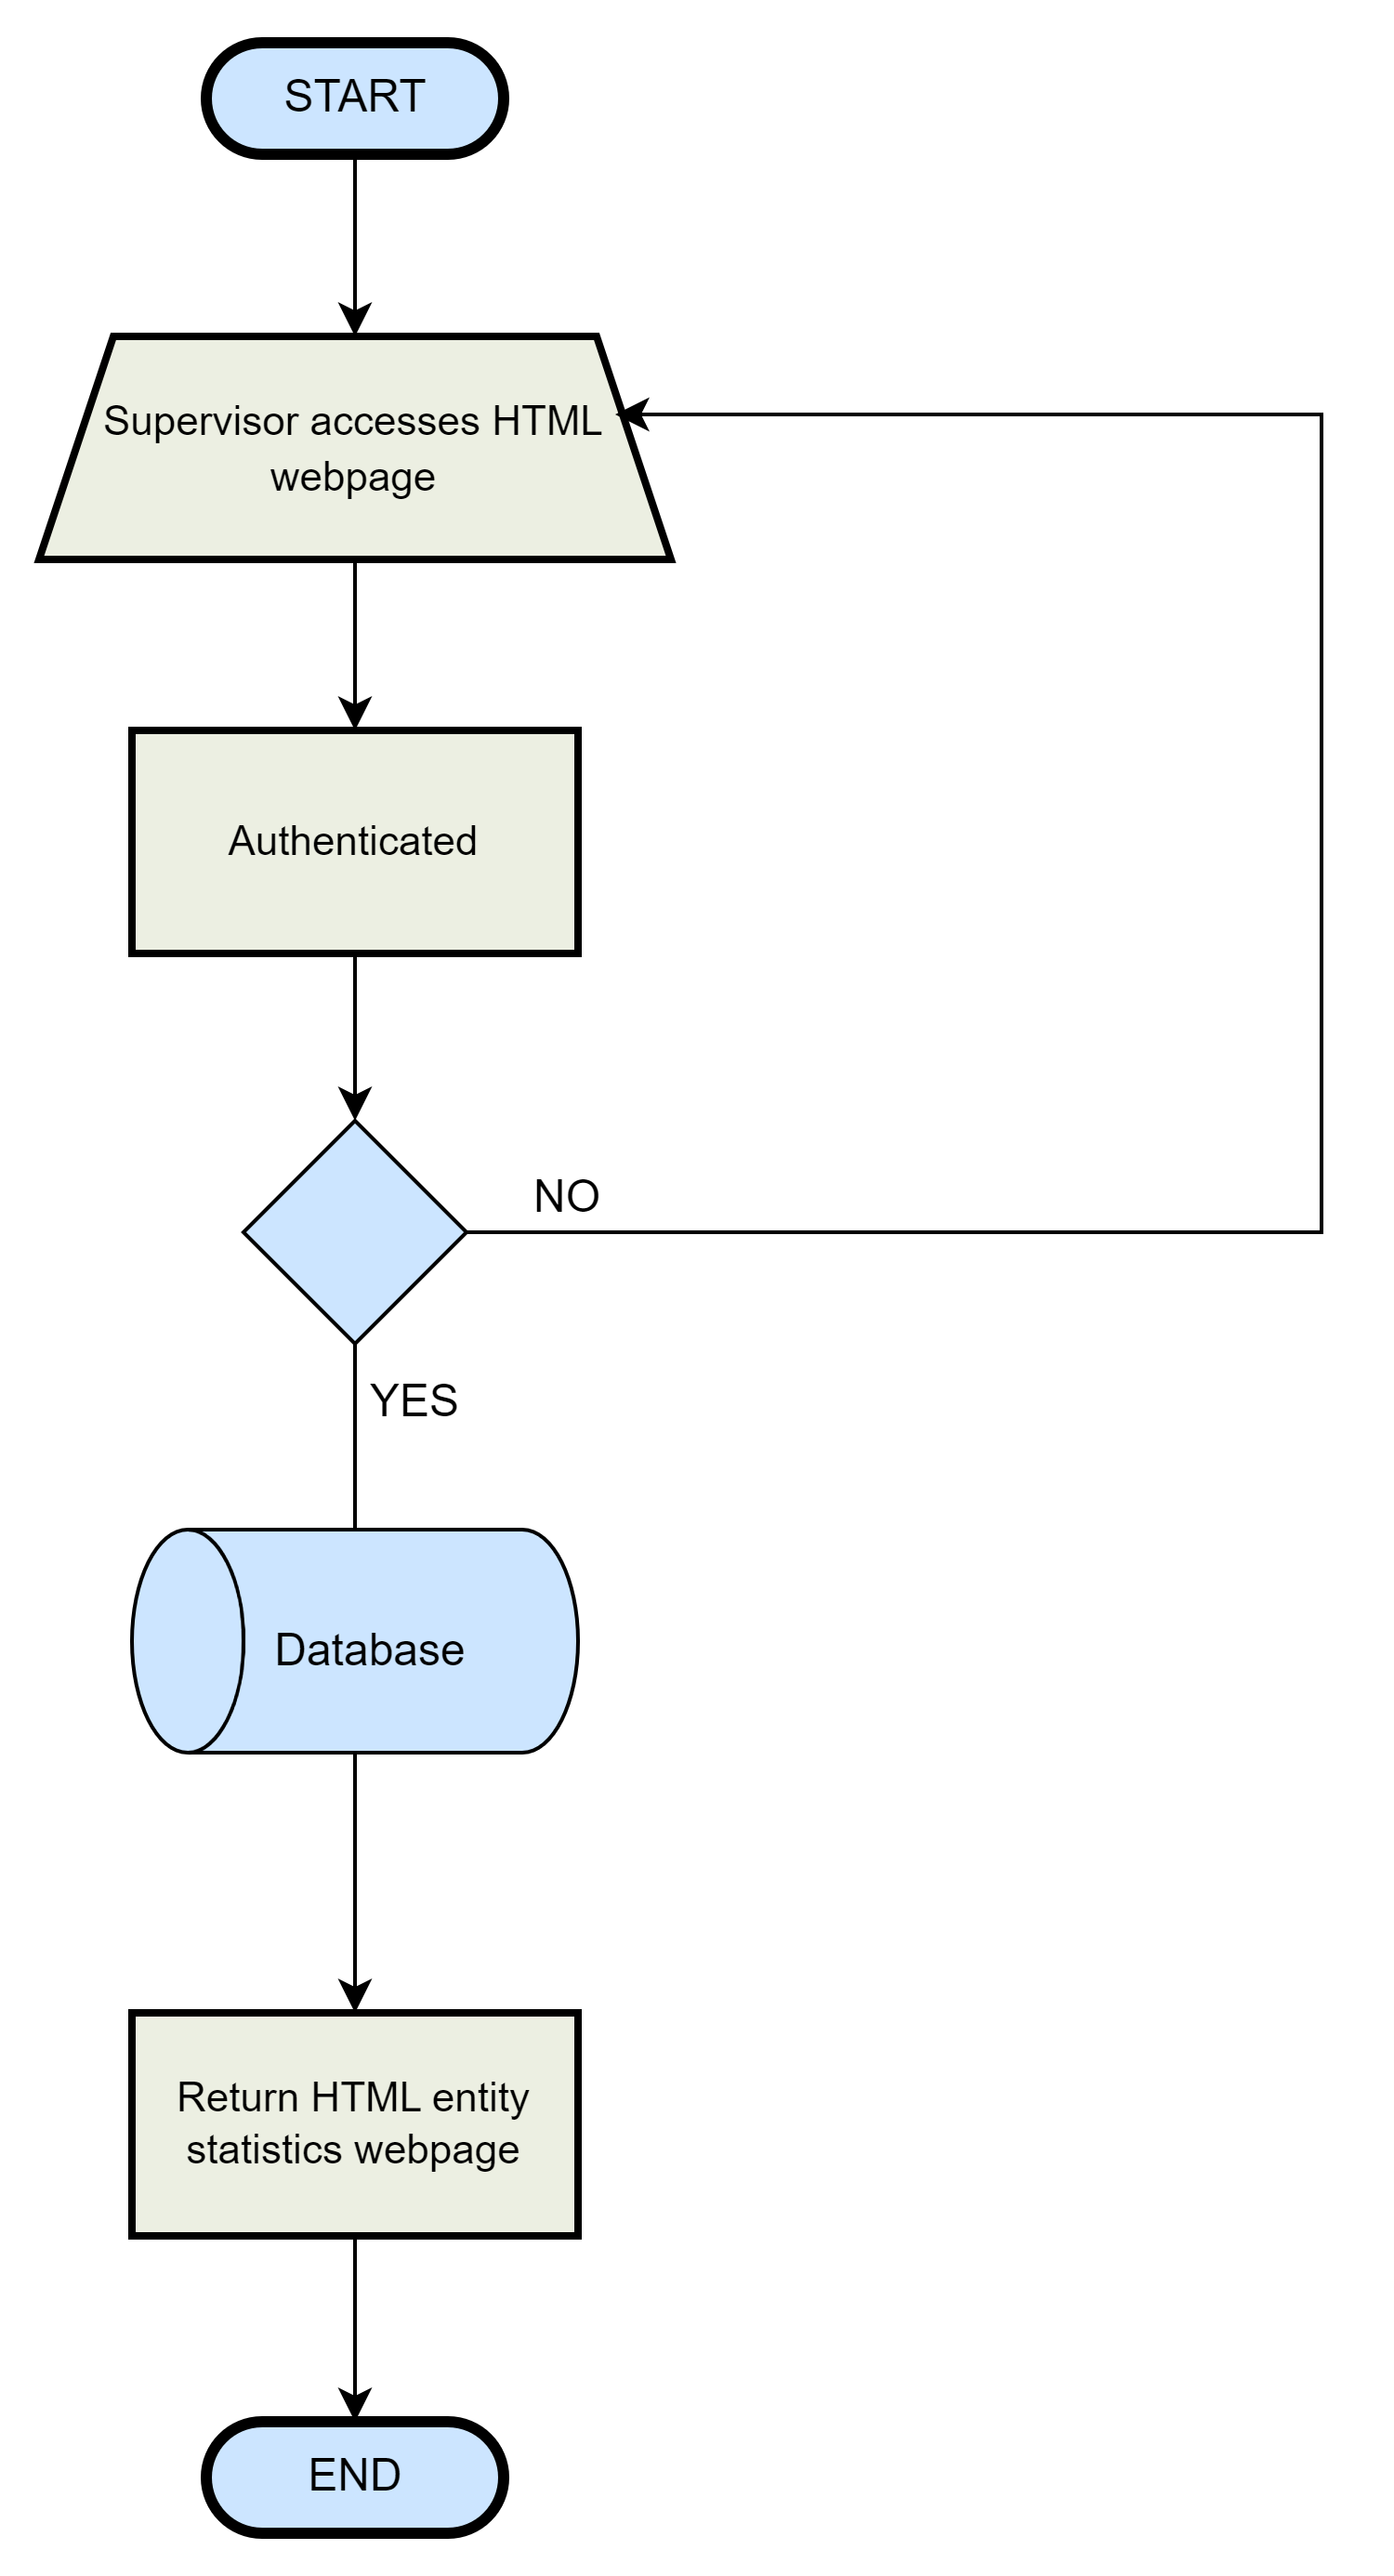 START
Supervisor accesses HTML
webpage
Authenticated
NO
YES
Database
Return HTML entity
statistics webpage
END